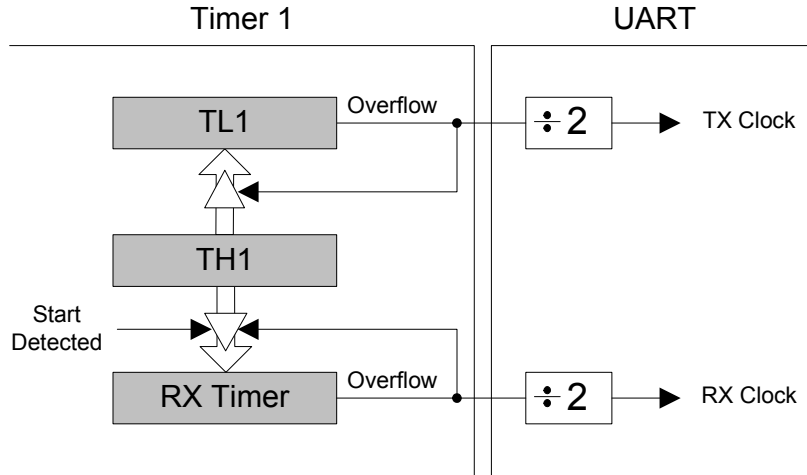 Timer 1
UART
TL1
Overflow
÷ 2
TX Clock
TH1
Start
Detected
RX Timer
Overflow
÷ 2
RX Clock